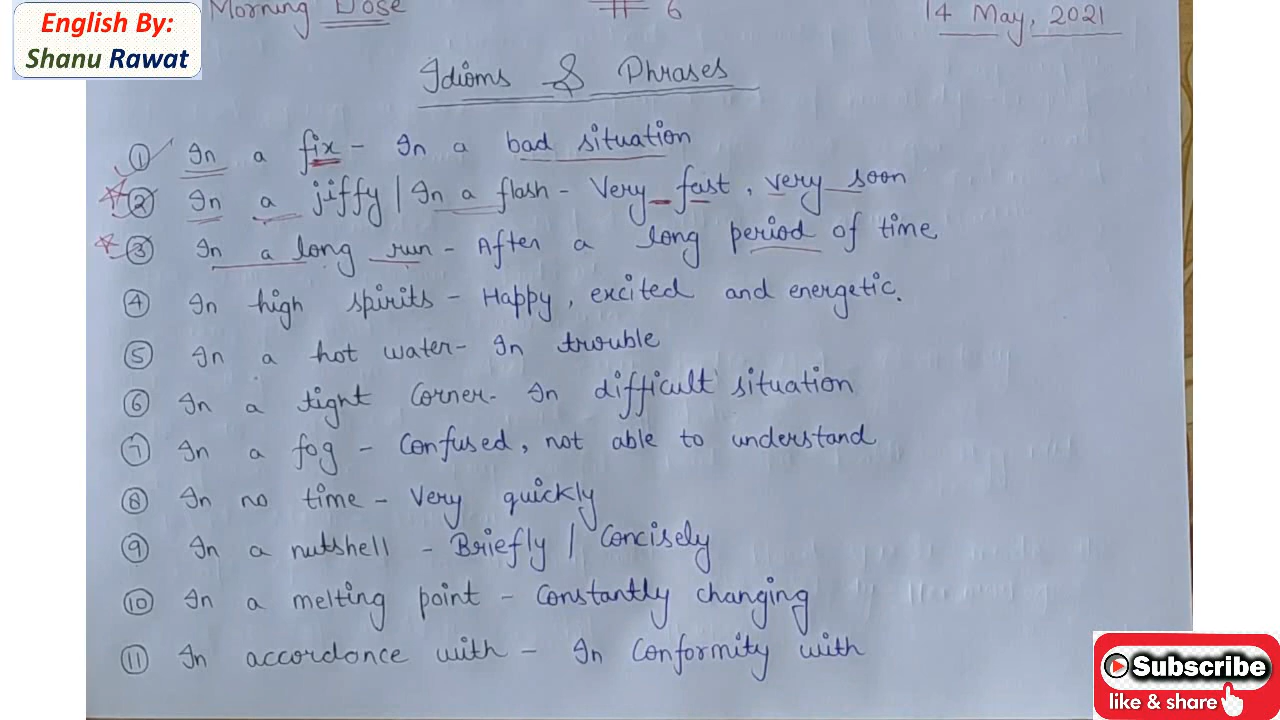 English By:
Shanu Rawat
Morning Dose # 6 14 May, 2021
Idioms & Phrases
① In a fix - In a bad situation
② In a jiffy | In a flash - Very fast, very soon
③ In a long run - After a long period of time
④ In high spirits - Happy, excited and energetic.
⑤ In a hot water - In trouble
⑥ In a tight corner - In difficult situation
⑦ In a fog - Confused, not able to understand
⑧ In no time - Very quickly
⑨ In a nutshell - Briefly | Concisely
⑩ In a melting point - Constantly changing
⑪ In accordance with - In Conformity with
Subscribe
like & share